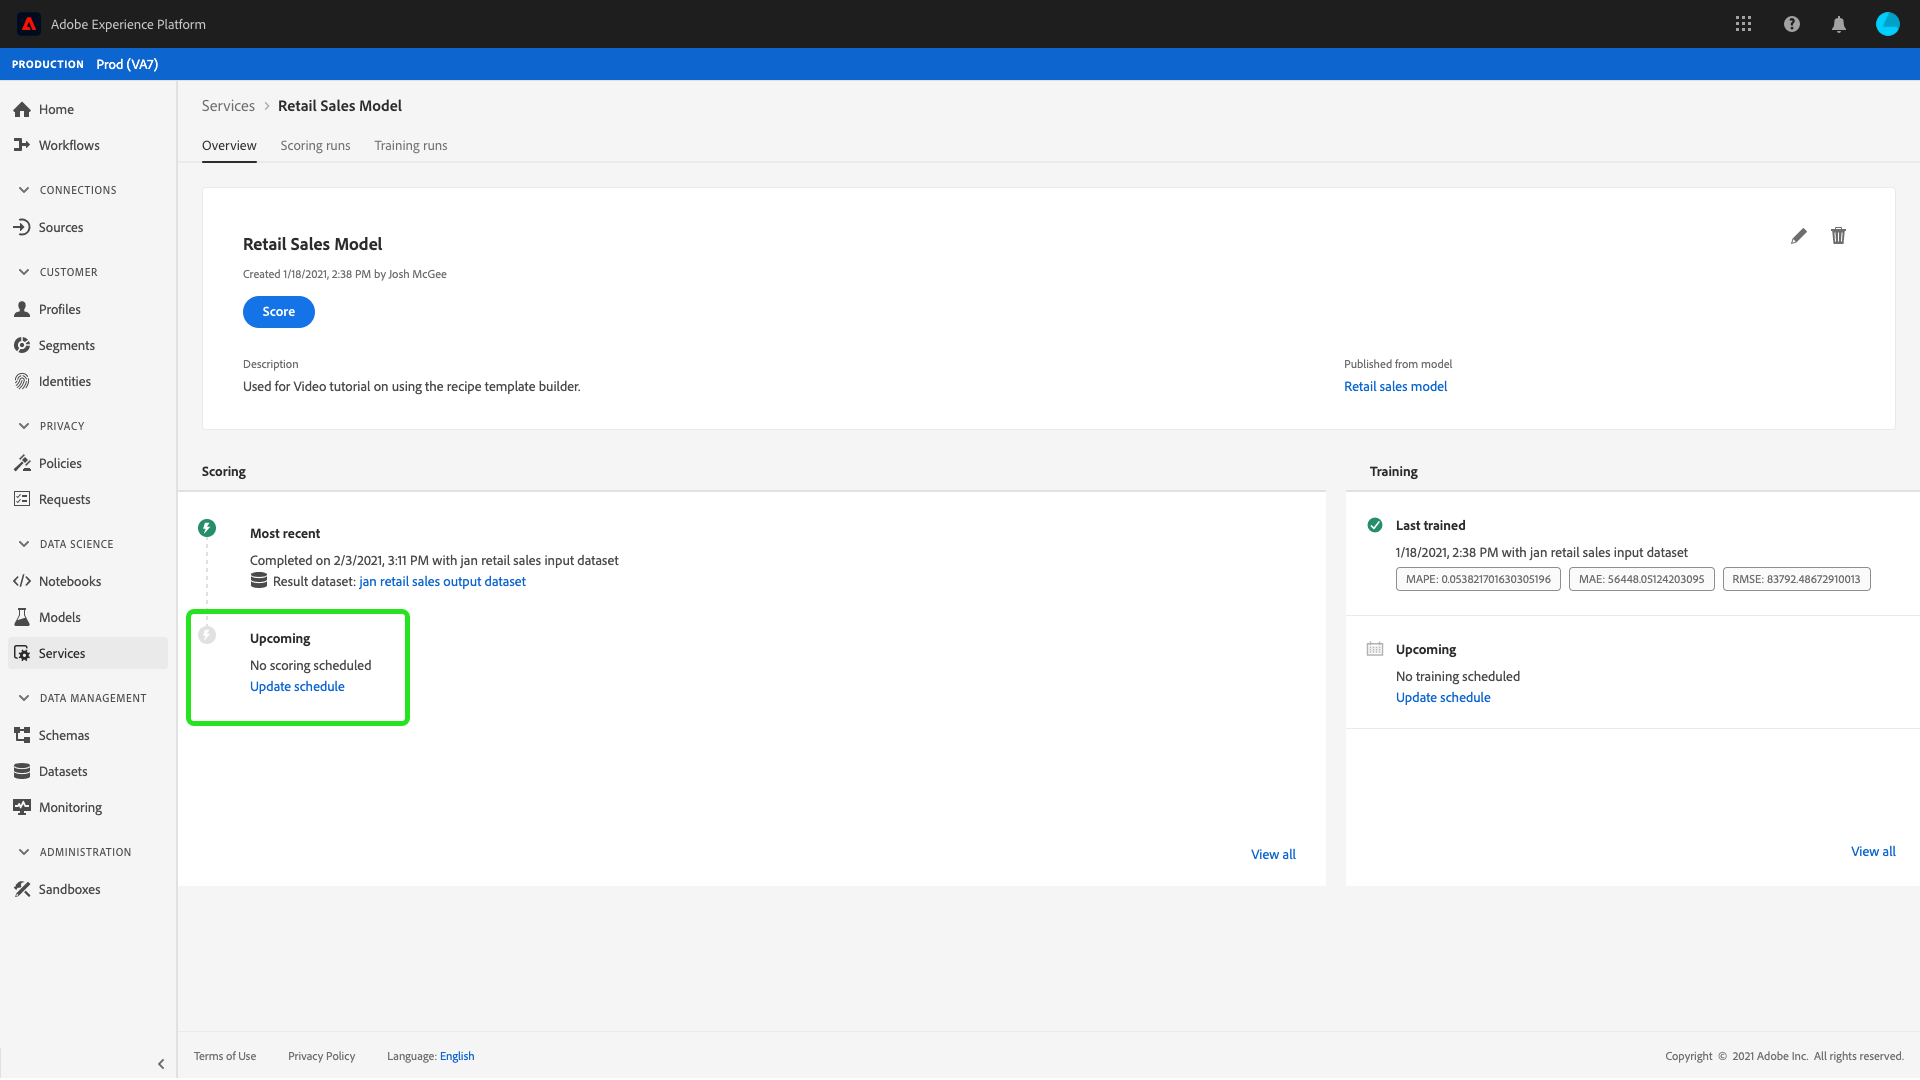 Adobe Experience Platform
PRODUCTION Prod (VA7)
Home
Workflows
CONNECTIONS
Sources
CUSTOMER
Profiles
Segments
Identities
PRIVACY
Policies
Requests
DATA SCIENCE
Notebooks
Models
Services
DATA MANAGEMENT
Schemas
Datasets
Monitoring
ADMINISTRATION
Sandboxes
Services > Retail Sales Model
Overview Scoring runs Training runs
Retail Sales Model
Created 1/18/2021, 2:38 PM by Josh McGee
Score
Description
Used for Video tutorial on using the recipe template builder.
Published from model
Retail sales model
Scoring
Most recent
Completed on 2/3/2021, 3:11 PM with jan retail sales input dataset
Result dataset: jan retail sales output dataset
Upcoming
No scoring scheduled
Update schedule
View all
Training
Last trained
1/18/2021, 2:38 PM with jan retail sales input dataset
MAPE: 0.053821701630305196 MAE: 56448.05124203095 RMSE: 83792.48672910013
Upcoming
No training scheduled
Update schedule
View all
Terms of Use Privacy Policy Language: English
Copyright © 2021 Adobe Inc. All rights reserved.